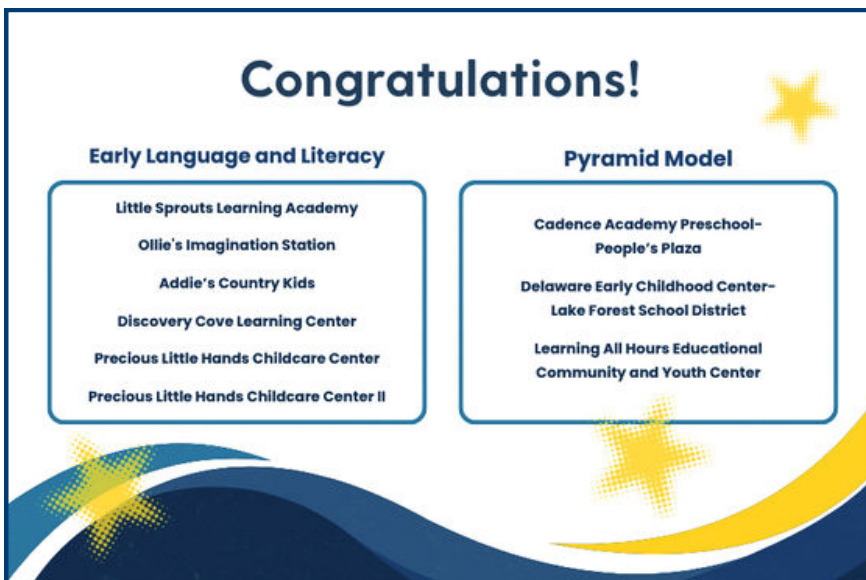 Congratulations!
Early Language and Literacy
Little Sprouts Learning Academy
Ollie's Imagination Station
Addie’s Country Kids
Discovery Cove Learning Center
Precious Little Hands Childcare Center
Precious Little Hands Childcare Center II
Pyramid Model
Cadence Academy Preschool-
People’s Plaza
Delaware Early Childhood Center-
Lake Forest School District
Learning All Hours Educational
Community and Youth Center